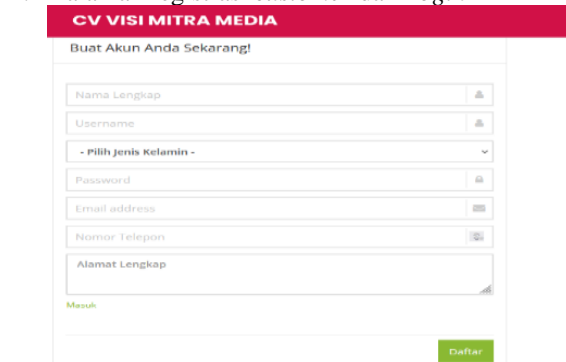 CV VISI MITRA MEDIA
Buat Akun Anda Sekarang!
Nama Lengkap
Username
- Pilih Jenis Kelamin -
Password
Email address
Nomor Telepon
Alamat Lengkap
Masuk
Daftar